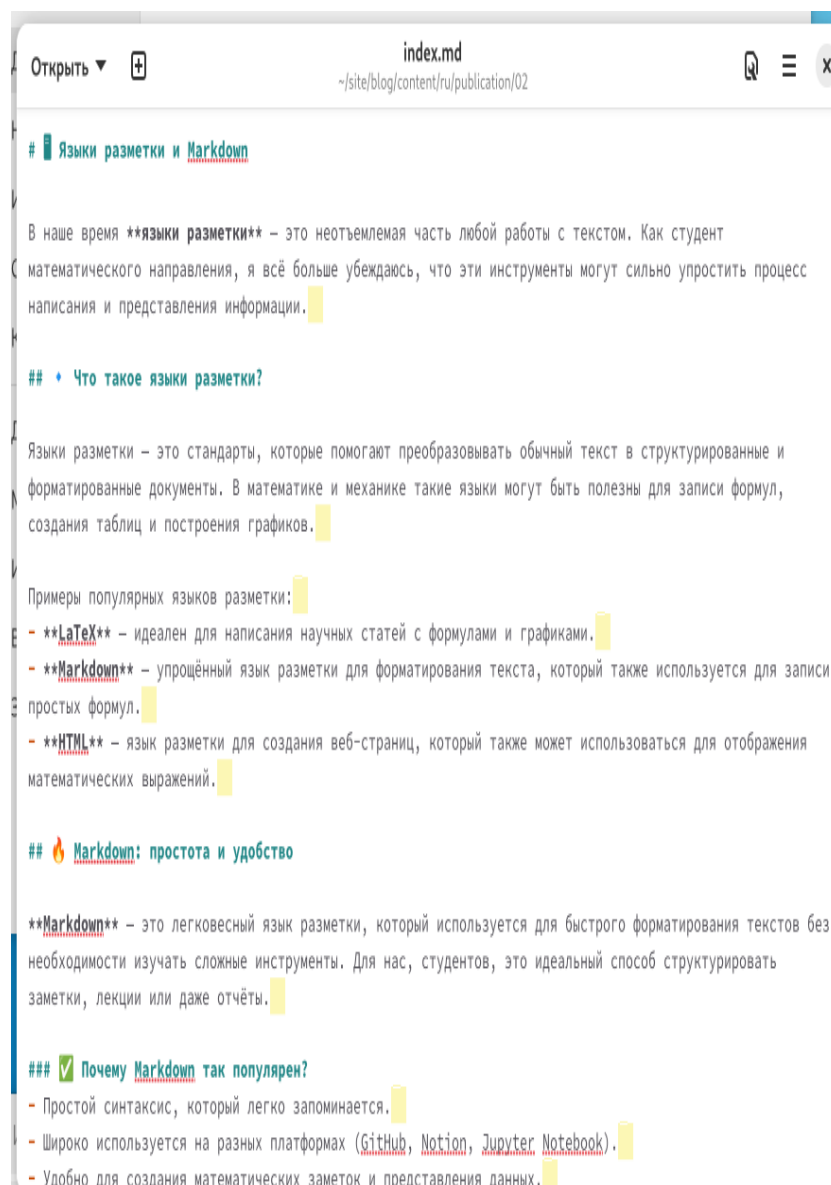 Открыть
index.md
~/site/blog/content/ru/publication/02
# 🖥 Языки разметки и Markdown
В наше время **языки разметки** – это неотъемлемая часть любой работы с текстом. Как студент
математического направления, я всё больше убеждаюсь, что эти инструменты могут сильно упростить процесс
написания и представления информации.
## 🔹 Что такое языки разметки?
Языки разметки – это стандарты, которые помогают преобразовывать обычный текст в структурированные и
форматированные документы. В математике и механике такие языки могут быть полезны для записи формул,
создания таблиц и построения графиков.
Примеры популярных языков разметки:
- **LaTeX** – идеален для написания научных статей с формулами и графиками.
- **Markdown** – упрощённый язык разметки для форматирования текста, который также используется для записи
простых формул.
- **HTML** – язык разметки для создания веб-страниц, который также может использоваться для отображения
математических выражений.
## 🔥 Markdown: простота и удобство
**Markdown** – это легковесный язык разметки, который используется для быстрого форматирования текстов без
необходимости изучать сложные инструменты. Для нас, студентов, это идеальный способ структурировать
заметки, лекции или даже отчёты.
### ✅ Почему Markdown так популярен?
- Простой синтаксис, который легко запоминается.
- Широко используется на разных платформах (GitHub, Notion, Jupyter Notebook).
- Удобно для создания математических заметок и представления данных.